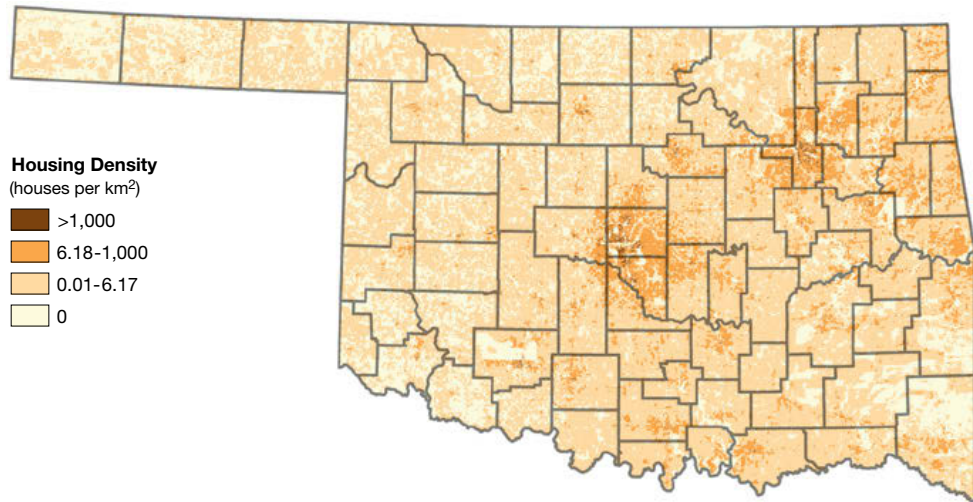 Housing Density
(houses per km²)
>1,000
6.18-1,000
0.01-6.17
0